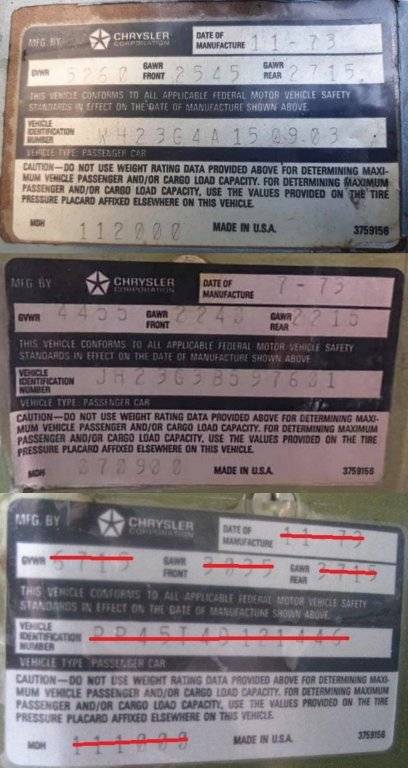 MFG. BY CHRYSLER CORPORATION DATE OF MANUFACTURE 11-73
GVWR 5260 GAWR FRONT 2545 GAWR REAR 2715
THIS VEHICLE CONFORMS TO ALL APPLICABLE FEDERAL MOTOR VEHICLE SAFETY
STANDARDS IN EFFECT ON THE DATE OF MANUFACTURE SHOWN ABOVE.
VEHICLE IDENTIFICATION NUMBER WH23G4A150903
VEHICLE TYPE: PASSENGER CAR
CAUTION—DO NOT USE WEIGHT RATING DATA PROVIDED ABOVE FOR DETERMINING MAXI-
MUM VEHICLE PASSENGER AND/OR CARGO LOAD CAPACITY. FOR DETERMINING MAXIMUM
PASSENGER AND/OR CARGO LOAD CAPACITY, USE THE VALUES PROVIDED ON THE TIRE
PRESSURE PLACARD AFFIXED ELSEWHERE ON THIS VEHICLE.
MDH 112000 MADE IN U.S.A. 3759156
MFG BY CHRYSLER CORPORATION DATE OF MANUFACTURE 7-73
GVWR 4455 GAWR FRONT 2240 GAWR REAR 2215
THIS VEHICLE CONFORMS TO ALL APPLICABLE FEDERAL MOTOR VEHICLE SAFETY
STANDARDS IN EFFECT ON THE DATE OF MANUFACTURE SHOWN ABOVE
VEHICLE IDENTIFICATION NUMBER JH23G3B597601
VEHICLE TYPE: PASSENGER CAR
CAUTION—DO NOT USE WEIGHT RATING DATA PROVIDED ABOVE FOR DETERMINING MAXI-
MUM VEHICLE PASSENGER AND/OR CARGO LOAD CAPACITY. FOR DETERMINING MAXIMUM
PASSENGER AND/OR CARGO LOAD CAPACITY, USE THE VALUES PROVIDED ON THE TIRE
PRESSURE PLACARD AFFIXED ELSEWHERE ON THIS VEHICLE.
MDH MADE IN U.S.A. 3759156
MFG. BY CHRYSLER CORPORATION DATE OF MANUFACTURE 11-73
GVWR 6715 GAWR FRONT GAWR REAR 3715
THIS VEHICLE CONFORMS TO ALL APPLICABLE FEDERAL MOTOR VEHICLE SAFETY
STANDARDS IN EFFECT ON THE DATE OF MANUFACTURE SHOWN ABOVE.
VEHICLE IDENTIFICATION NUMBER
VEHICLE TYPE: PASSENGER CAR
CAUTION—DO NOT USE WEIGHT RATING DATA PROVIDED ABOVE FOR DETERMINING MAXI-
MUM VEHICLE PASSENGER AND/OR CARGO LOAD CAPACITY. FOR DETERMINING MAXIMUM
PASSENGER AND/OR CARGO LOAD CAPACITY, USE THE VALUES PROVIDED ON THE TIRE
PRESSURE PLACARD AFFIXED ELSEWHERE ON THIS VEHICLE.
MDH MADE IN U.S.A. 3759156